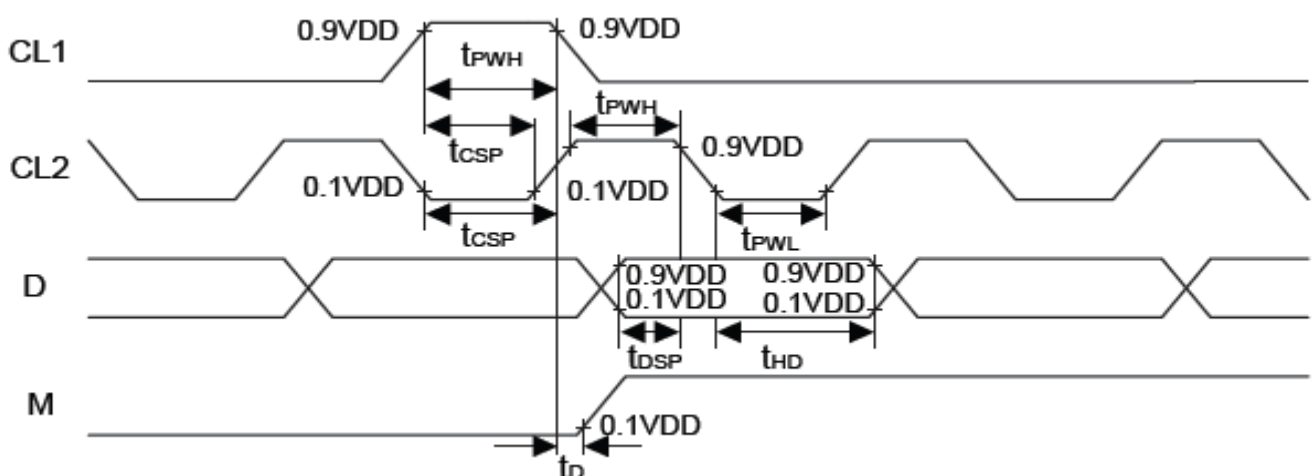 0.9VDD 0.9VDD
CL1
tPWH
tPWH
tCSP
CL2 0.9VDD
0.1VDD 0.1VDD
tCSP tPWL
D 0.9VDD 0.9VDD
0.1VDD 0.1VDD
tDSP tHD
M
0.1VDD
tD